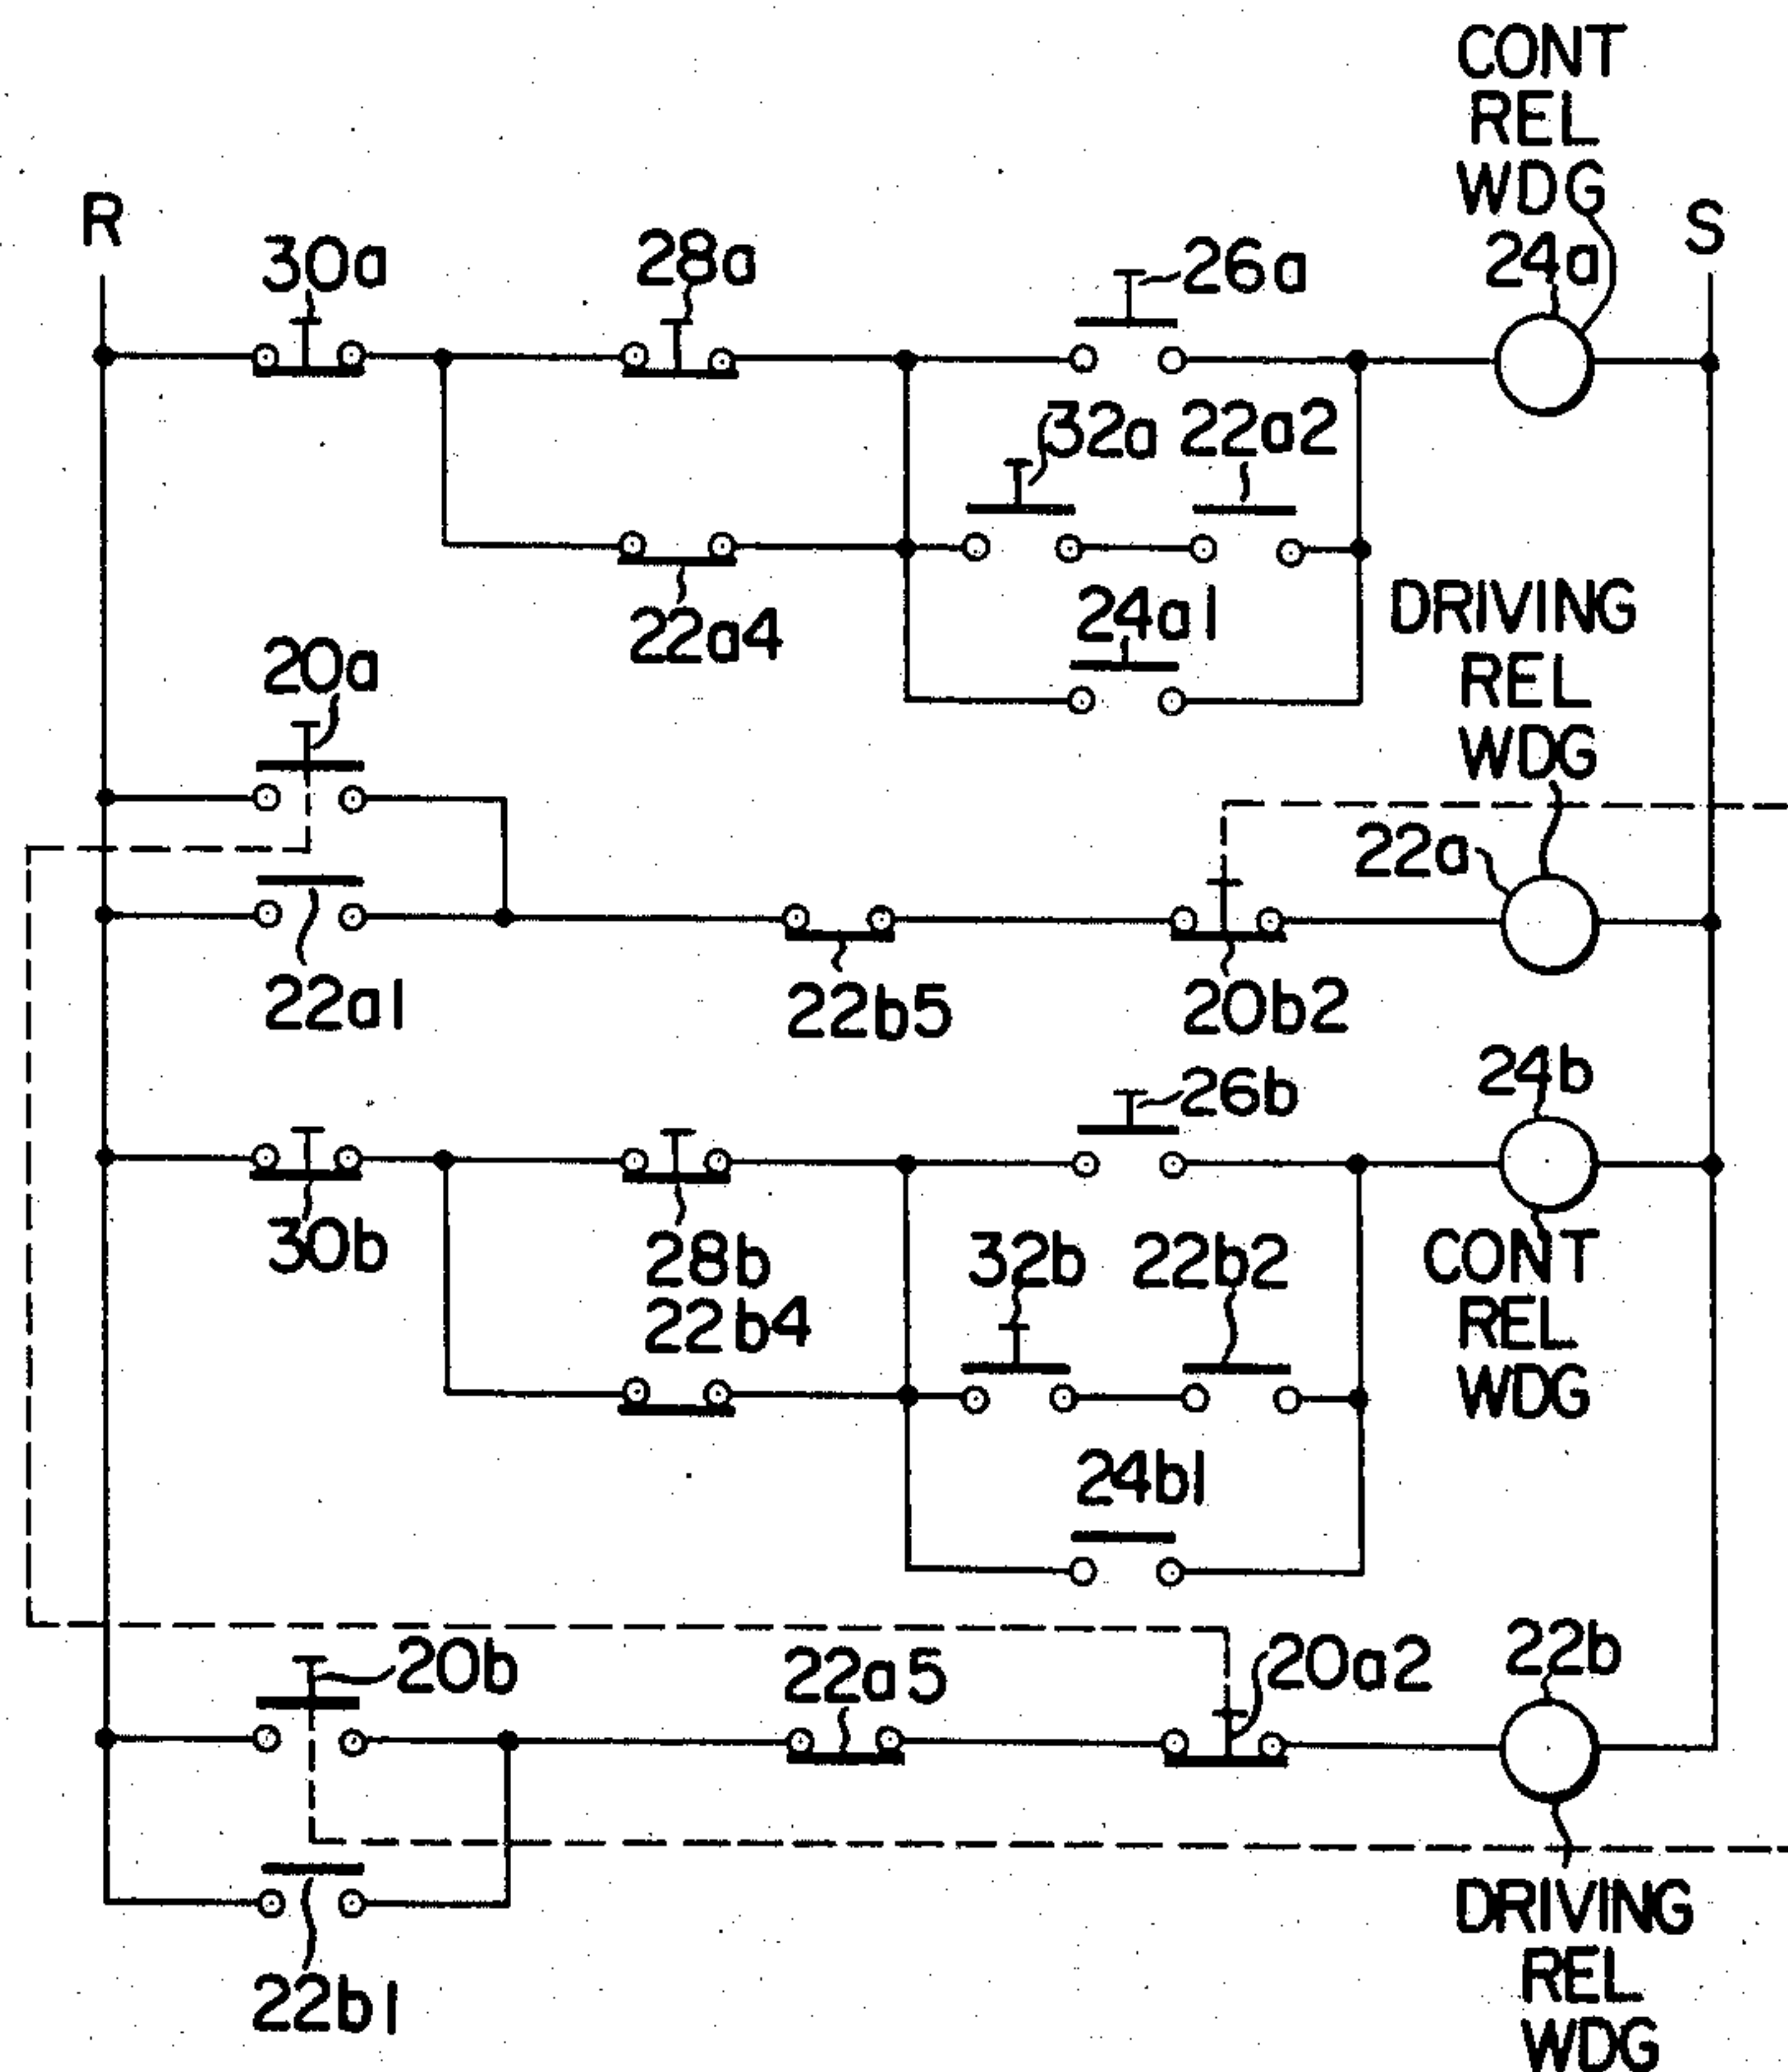 CONT
REL
WDG
R
S
30a
28a
26a
24a
32a
22a2
22a4
24a1
DRIVING
REL
WDG
20a
22a
22a1
22b5
20b2
26b
24b
30b
28b
32b
22b2
CONT
REL
WDG
22b4
24b1
20b
22a5
20a2
22b
22b1
DRIVING
REL
WDG